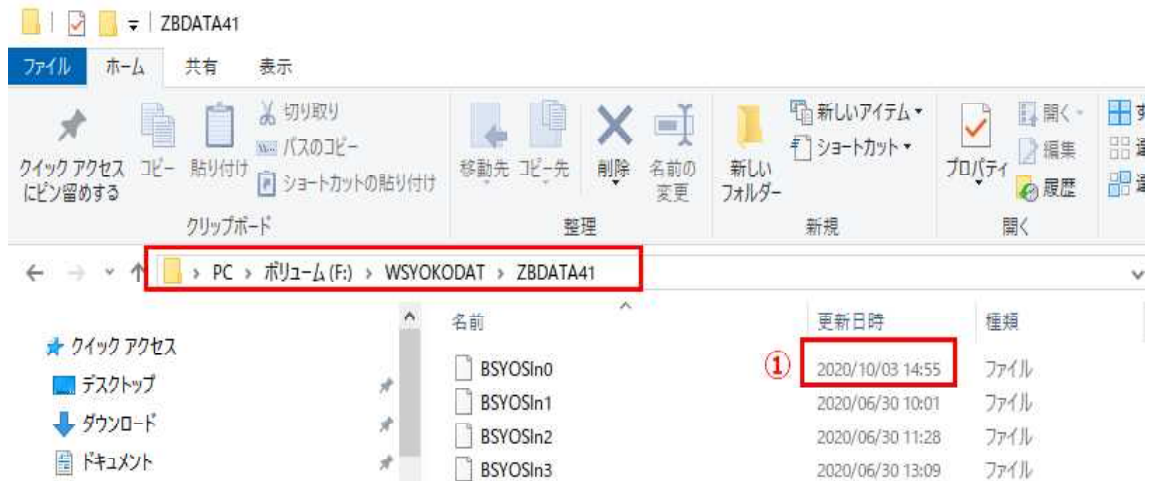 ZBDATA41
ファイル ホーム 共有 表示
クイック アクセス
にピン留めする
コピー
貼り付け
切り取り
パスのコピー
ショートカットの貼り付け
クリップボード
移動先 コピー先 削除 名前の
変更
整理
新しい
フォルダー
新しいアイテム
ショートカット
新規
プロパティ
開く
編集
履歴
開く
PC › ボリューム (F:) › WSYOKODAT › ZBDATA41
名前 更新日時 種類
クイック アクセス
デスクトップ
ダウンロード
ドキュメント
BSYOSIn0 ① 2020/10/03 14:55 ファイル
BSYOSIn1 2020/06/30 10:01 ファイル
BSYOSIn2 2020/06/30 11:28 ファイル
BSYOSIn3 2020/06/30 13:09 ファイル